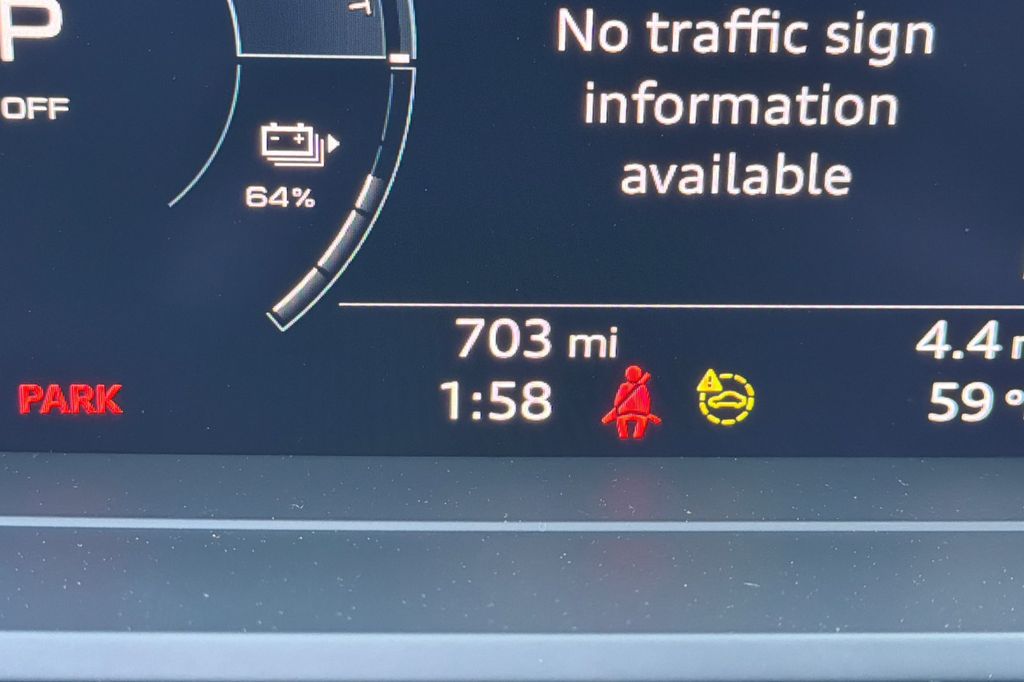 P
OFF
64%
No traffic sign
information
available
703 mi
4.4
PARK
1:58
59 °